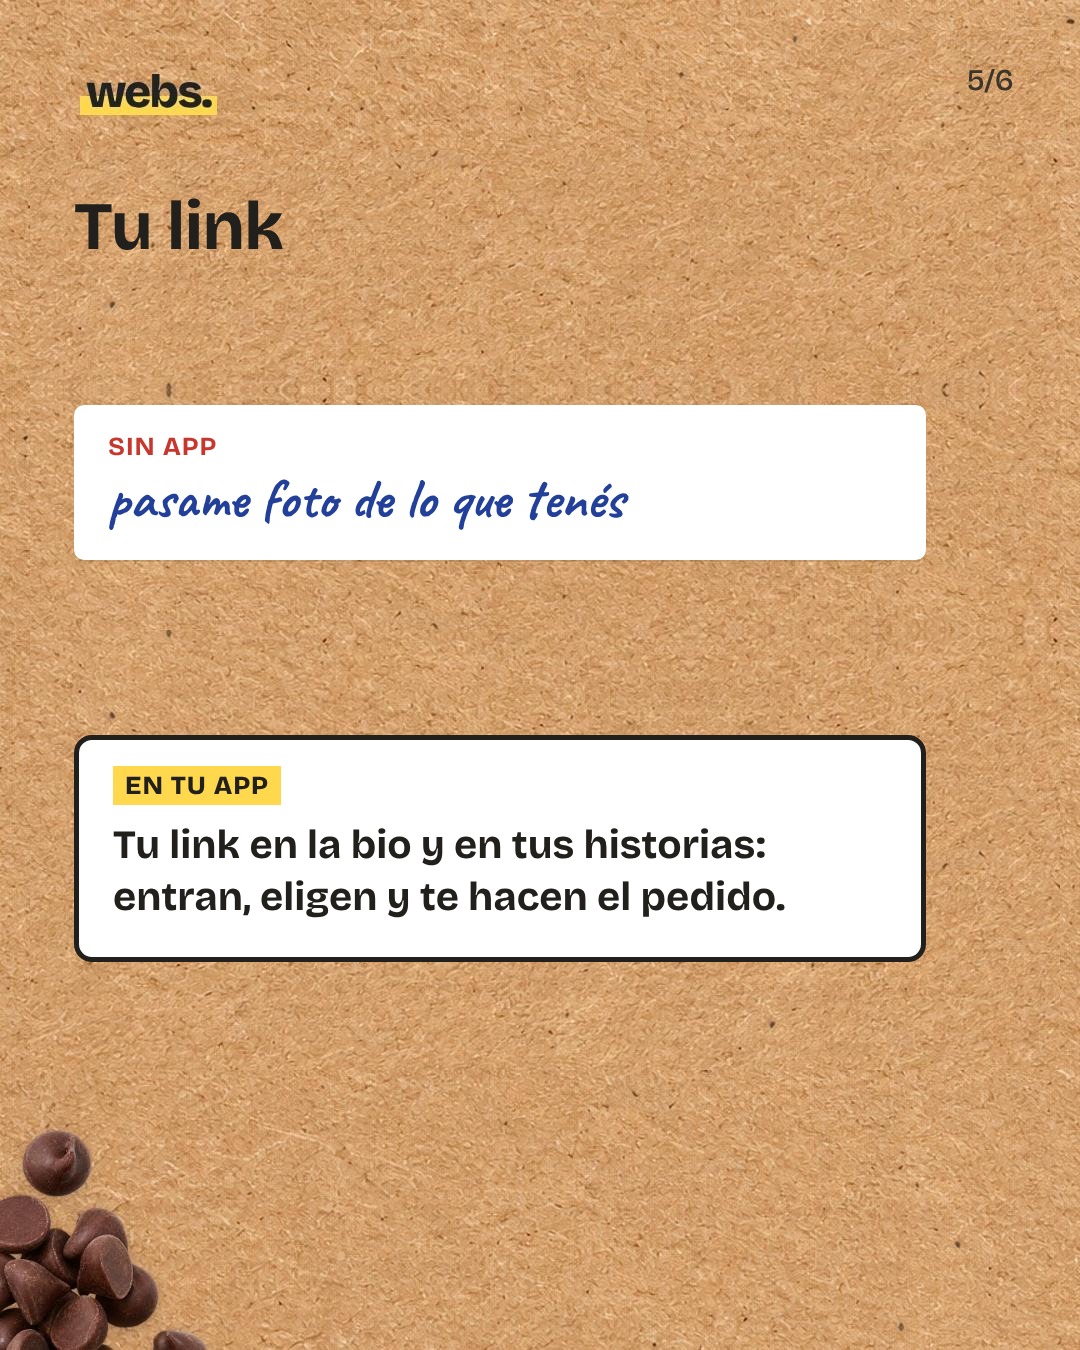 webs.
5/6
Tu link
SIN APP
pasame foto de lo que tenés
EN TU APP
Tu link en la bio y en tus historias:
entran, eligen y te hacen el pedido.